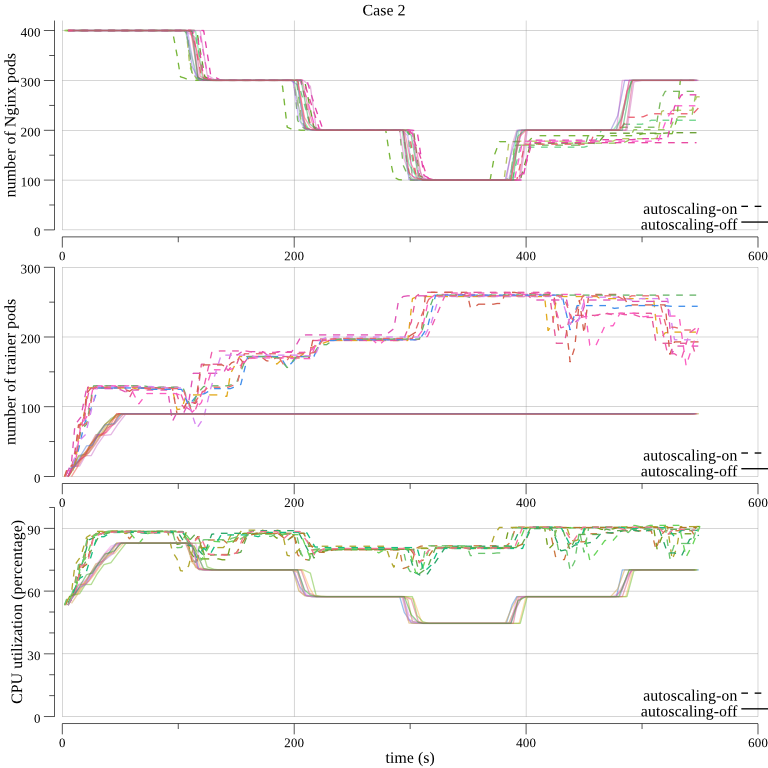 Case 2
number of Nginx pods
400
300
200
100
0
autoscaling-on
autoscaling-off
0 200 400 600
number of trainer pods
300
200
100
0
autoscaling-on
autoscaling-off
0 200 400 600
CPU utilization (percentage)
90
60
30
0
autoscaling-on
autoscaling-off
0 200 400 600
time (s)